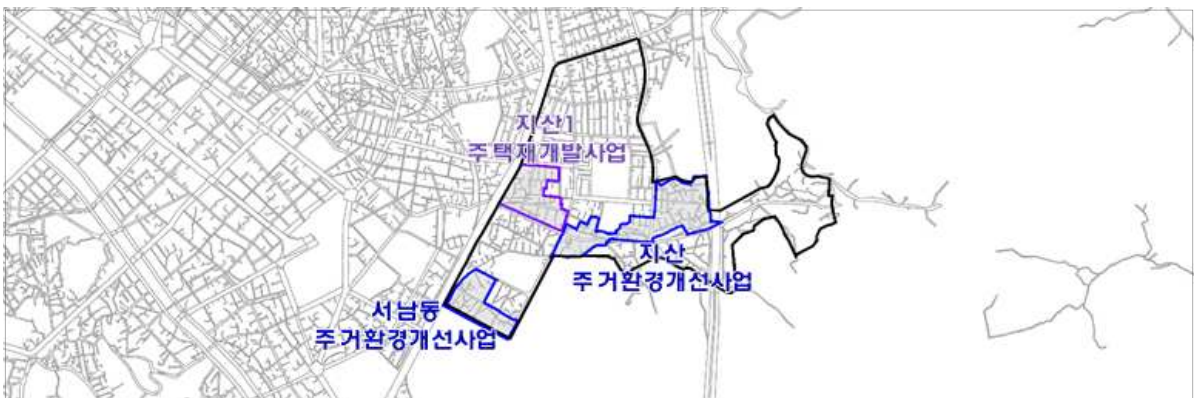 지산1
주택재개발사업
지산
주거환경개선사업
서남동
주거환경개선사업